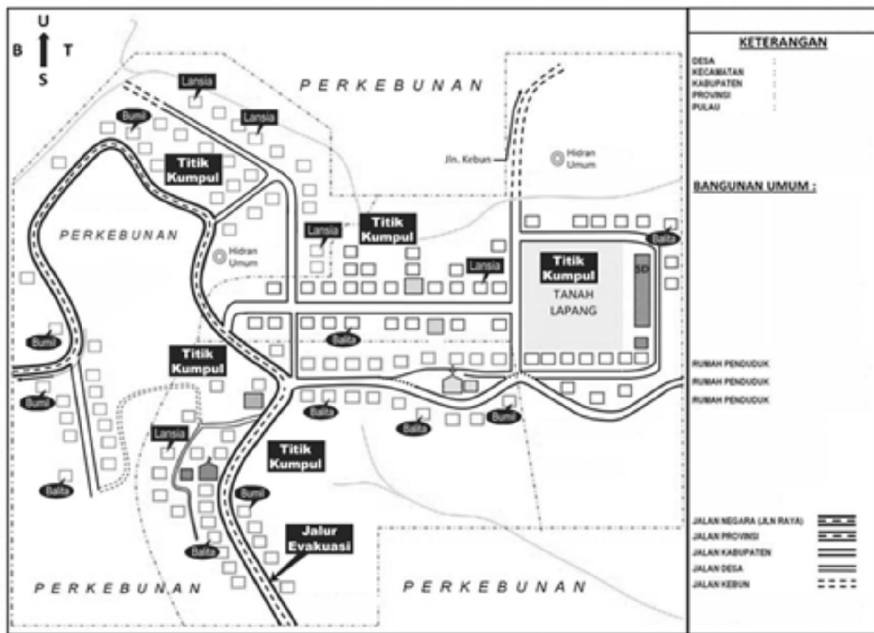 U
B T
S
PERKEBUNAN
Lansia
Bumil
Lansia
Titik
Kumpul
Jln. Kebun
Hidran
Umum
Titik
Kumpul
PERKEBUNAN
Lansia
Hidran
Umum
Balita
Titik
Kumpul
SD
TANAH
LAPANG
Lansia
Bumil
Balita
Titik
Kumpul
Bumil
Balita
Balita
Bumil
Lansia
Titik
Kumpul
Balita
Bumil
Balita
Jalur
Evakuasi
PERKEBUNAN
PERKEBUNAN
KETERANGAN
DESA :
KECAMATAN :
KABUPATEN :
PROVINSI :
PULAU :
BANGUNAN UMUM :
RUMAH PENDUDUK
RUMAH PENDUDUK
RUMAH PENDUDUK
JALAN NEGARA (JLN RAYA)
JALAN PROVINSI
JALAN KABUPATEN
JALAN DESA
JALAN KEBUN